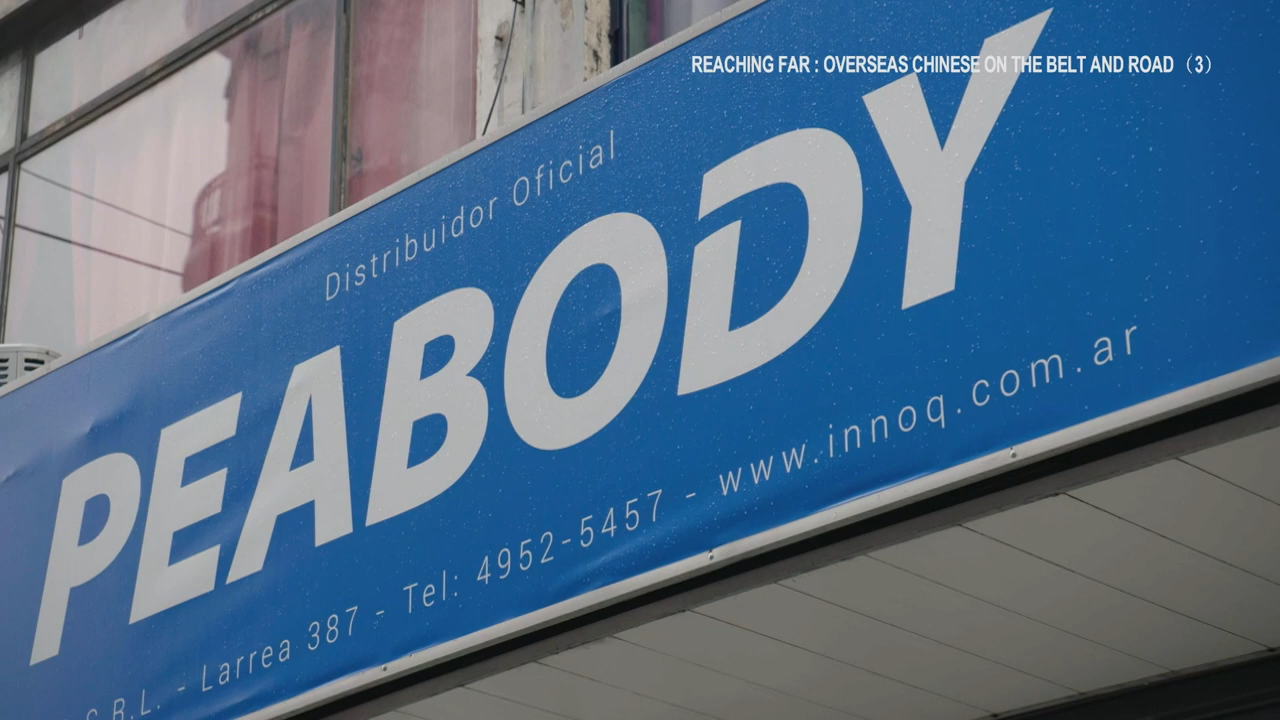 REACHING FAR : OVERSEAS CHINESE ON THE BELT AND ROAD （3）
Distribuidor Oficial
PEABODY
S.R.L. - Larrea 387 - Tel: 4952-5457 - www.innoq.com.ar